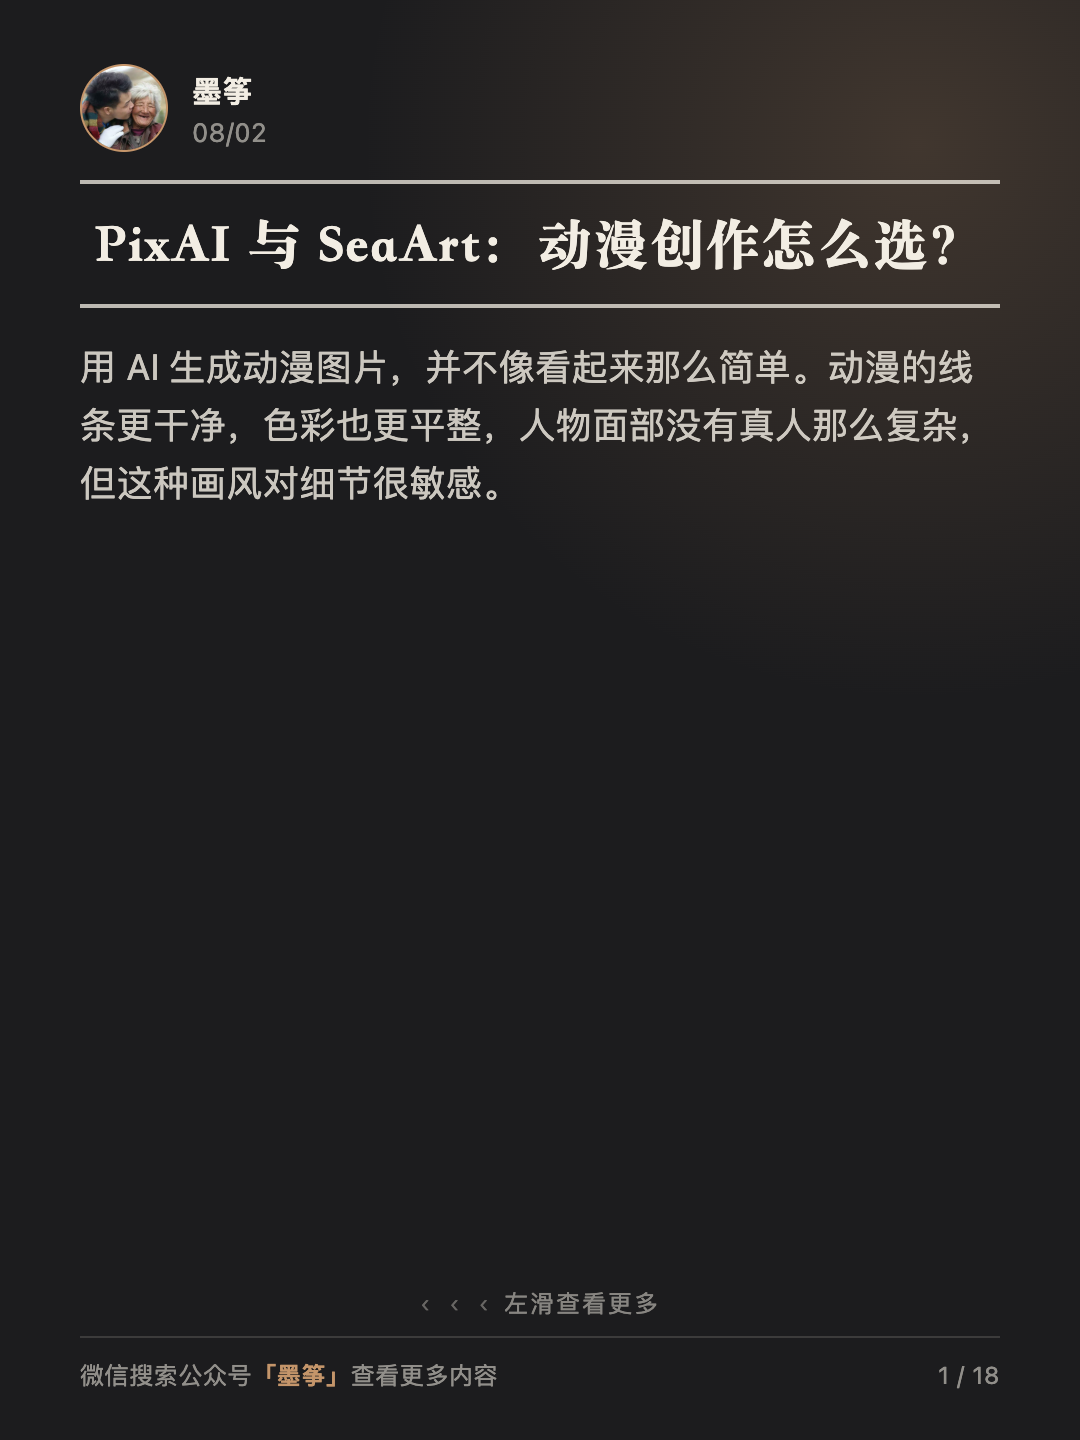 墨筝
08/02
PixAI 与 SeaArt：动漫创作怎么选？
用 AI 生成动漫图片，并不像看起来那么简单。动漫的线
条更干净，色彩也更平整，人物面部没有真人那么复杂，
但这种画风对细节很敏感。
‹ ‹ ‹ 左滑查看更多
微信搜索公众号「墨筝」查看更多内容
1 / 18